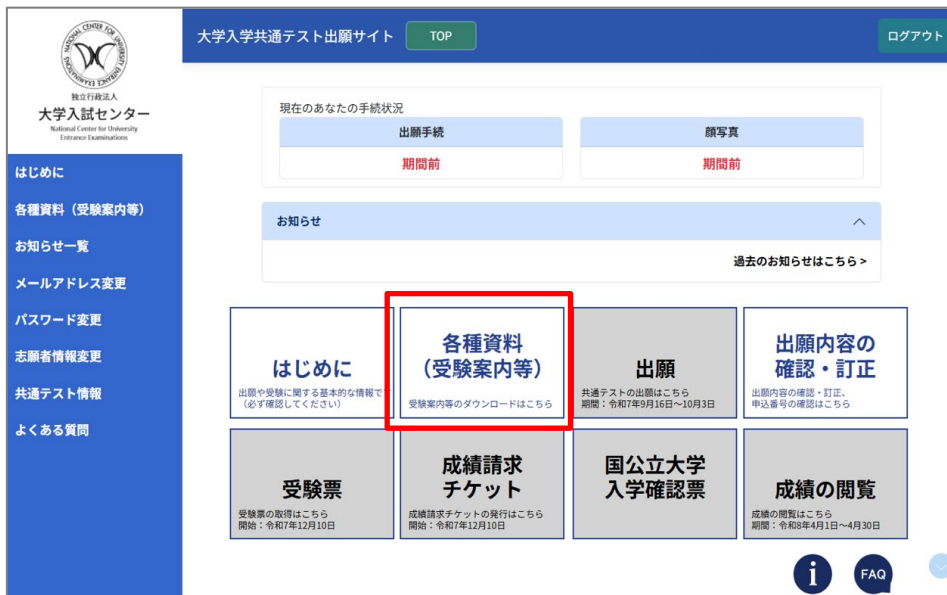 NATIONAL CENTER FOR UNIVERSITY ENTRANCE EXAMINATIONS
独立行政法人
大学入試センター
National Center for University
Entrance Examinations
はじめに
各種資料（受験案内等）
お知らせ一覧
メールアドレス変更
パスワード変更
志願者情報変更
共通テスト情報
よくある質問
大学入学共通テスト出願サイト
TOP
ログアウト
現在のあなたの手続状況
出願手続
顔写真
期間前
期間前
お知らせ
過去のお知らせはこちら >
はじめに
出願や受験に関する基本的な情報で
（必ず確認してください）
各種資料
（受験案内等）
受験案内等のダウンロードはこちら
出願
共通テストの出願はこちら
期間：令和7年9月16日～10月3日
出願内容の
確認・訂正
出願内容の確認・訂正、
申込番号の確認はこちら
受験票
受験票の取得はこちら
開始：令和7年12月10日
成績請求
チケット
成績請求チケットの発行はこちら
開始：令和7年12月10日
国公立大学
入学確認票
成績の閲覧
成績の閲覧はこちら
期間：令和8年4月1日～4月30日
i
FAQ